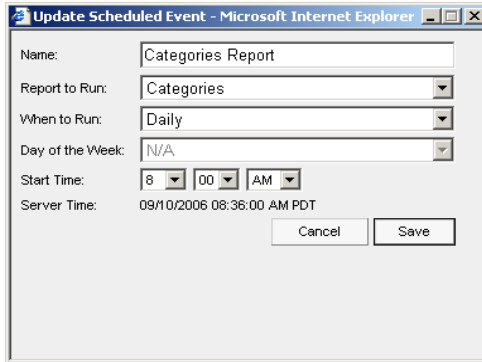 Update Scheduled Event - Microsoft Internet Explorer
Name: Categories Report
Report to Run: Categories
When to Run: Daily
Day of the Week: N/A
Start Time: 8 00 AM
Server Time: 09/10/2006 08:36:00 AM PDT
Cancel Save